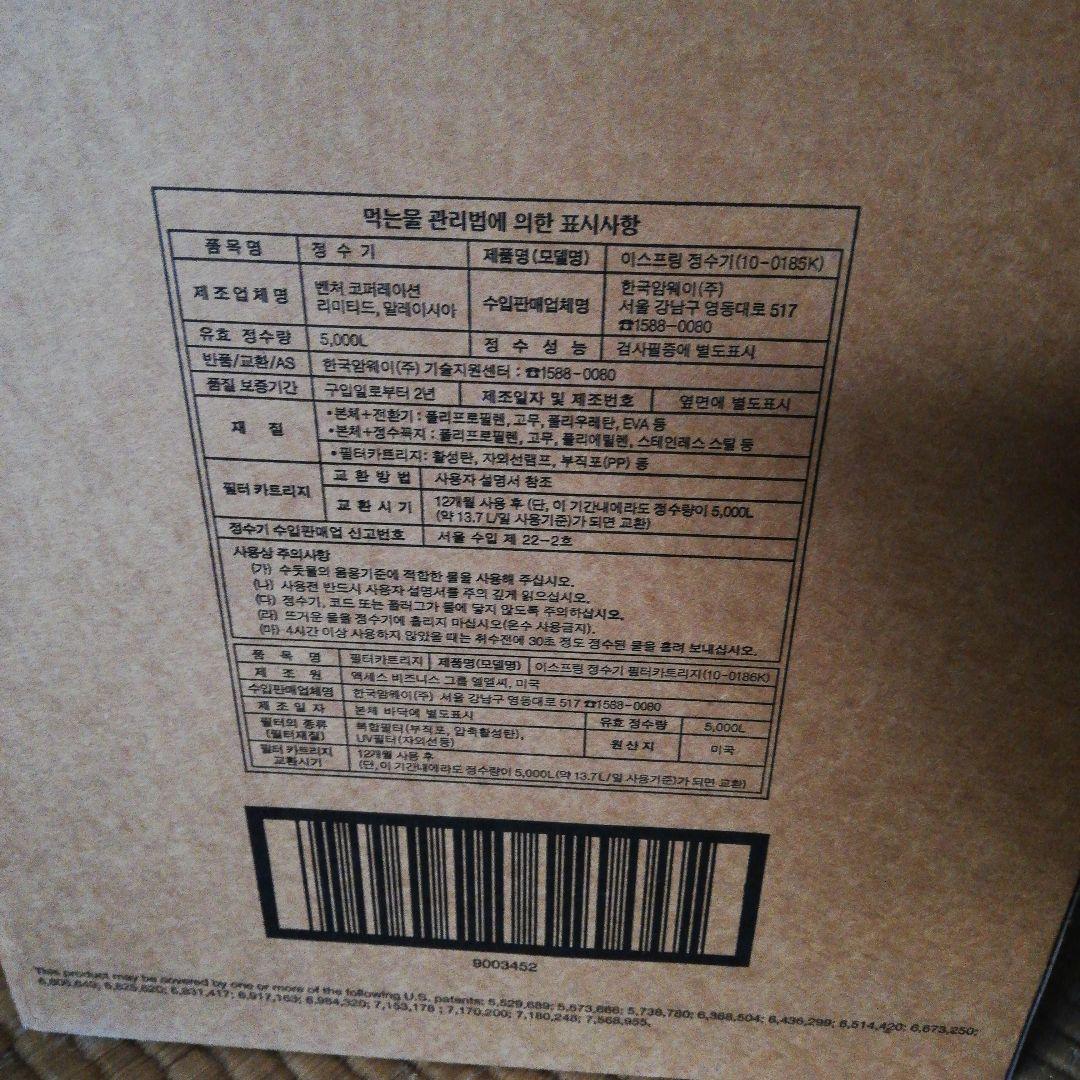 먹는물 관리법에 의한 표시사항
품목명 정수기 제품명(모델명) 이스프링 정수기(10-0185K)
제조업체명 벤처 코퍼레이션
리미티드, 말레이시아 수입판매업체명 한국암웨이(주)
서울 강남구 영동대로 517
☎1588-0080
유효 정수량 5,000L 정수성능 검사필증에 별도표시
반품/교환/AS 한국암웨이(주) 기술지원센터 : ☎1588-0080
품질 보증기간 구입일로부터 2년 제조일자 및 제조번호 옆면에 별도표시
재질 •본체+전환기 : 폴리프로필렌, 고무, 폴리우레탄, EVA 등
•본체+정수꼭지 : 폴리프로필렌, 고무, 폴리에틸렌, 스테인레스 스틸 등
•필터카트리지: 활성탄, 자외선램프, 부직포(PP) 등
필터 카트리지 교환방법 사용자 설명서 참조
교환시기 12개월 사용 후 (단, 이 기간내에라도 정수량이 5,000L
(약 13.7 L/일 사용기준)가 되면 교환)
정수기 수입판매업 신고번호 서울 수입 제 22-2호
사용상 주의사항
(가) 수돗물의 음용기준에 적합한 물을 사용해 주십시오.
(나) 사용전 반드시 사용자 설명서를 주의 깊게 읽으십시오.
(다) 정수기, 코드 또는 플러그가 물에 닿지 않도록 주의하십시오.
(라) 뜨거운 물을 정수기에 흘리지 마십시오(온수 사용금지).
(마) 4시간 이상 사용하지 않았을 때는 취수전에 30초 정도 정수된 물을 흘려 보내십시오.
품목명 필터카트리지 제품명(모델명) 이스프링 정수기 필터카트리지(10-0186K)
제조원 액세스 비즈니스 그룹 엘엘씨, 미국
수입판매업체명 한국암웨이(주) 서울 강남구 영동대로 517 ☎1588-0080
제조일자 본체 바닥에 별도표시 유효 정수량 5,000L
필터의 종류
(필터재질) 복합필터(부직포, 압축활성탄),
UV필터(자외선등) 원산지 미국
필터 카트리지
교환시기 12개월 사용 후
(단, 이 기간내에라도 정수량이 5,000L(약 13.7L/일 사용기준)가 되면 교환)
9003452
This product may be covered by one or more of the following U.S. patents: 5,529,689; 5,573,666; 5,738,780; 6,368,504; 6,436,299; 6,514,420; 6,673,250;
6,806,649; 6,825,620; 6,831,417; 6,917,163; 6,984,320; 7,153,178 ; 7,170,200; 7,180,248; 7,568,955.